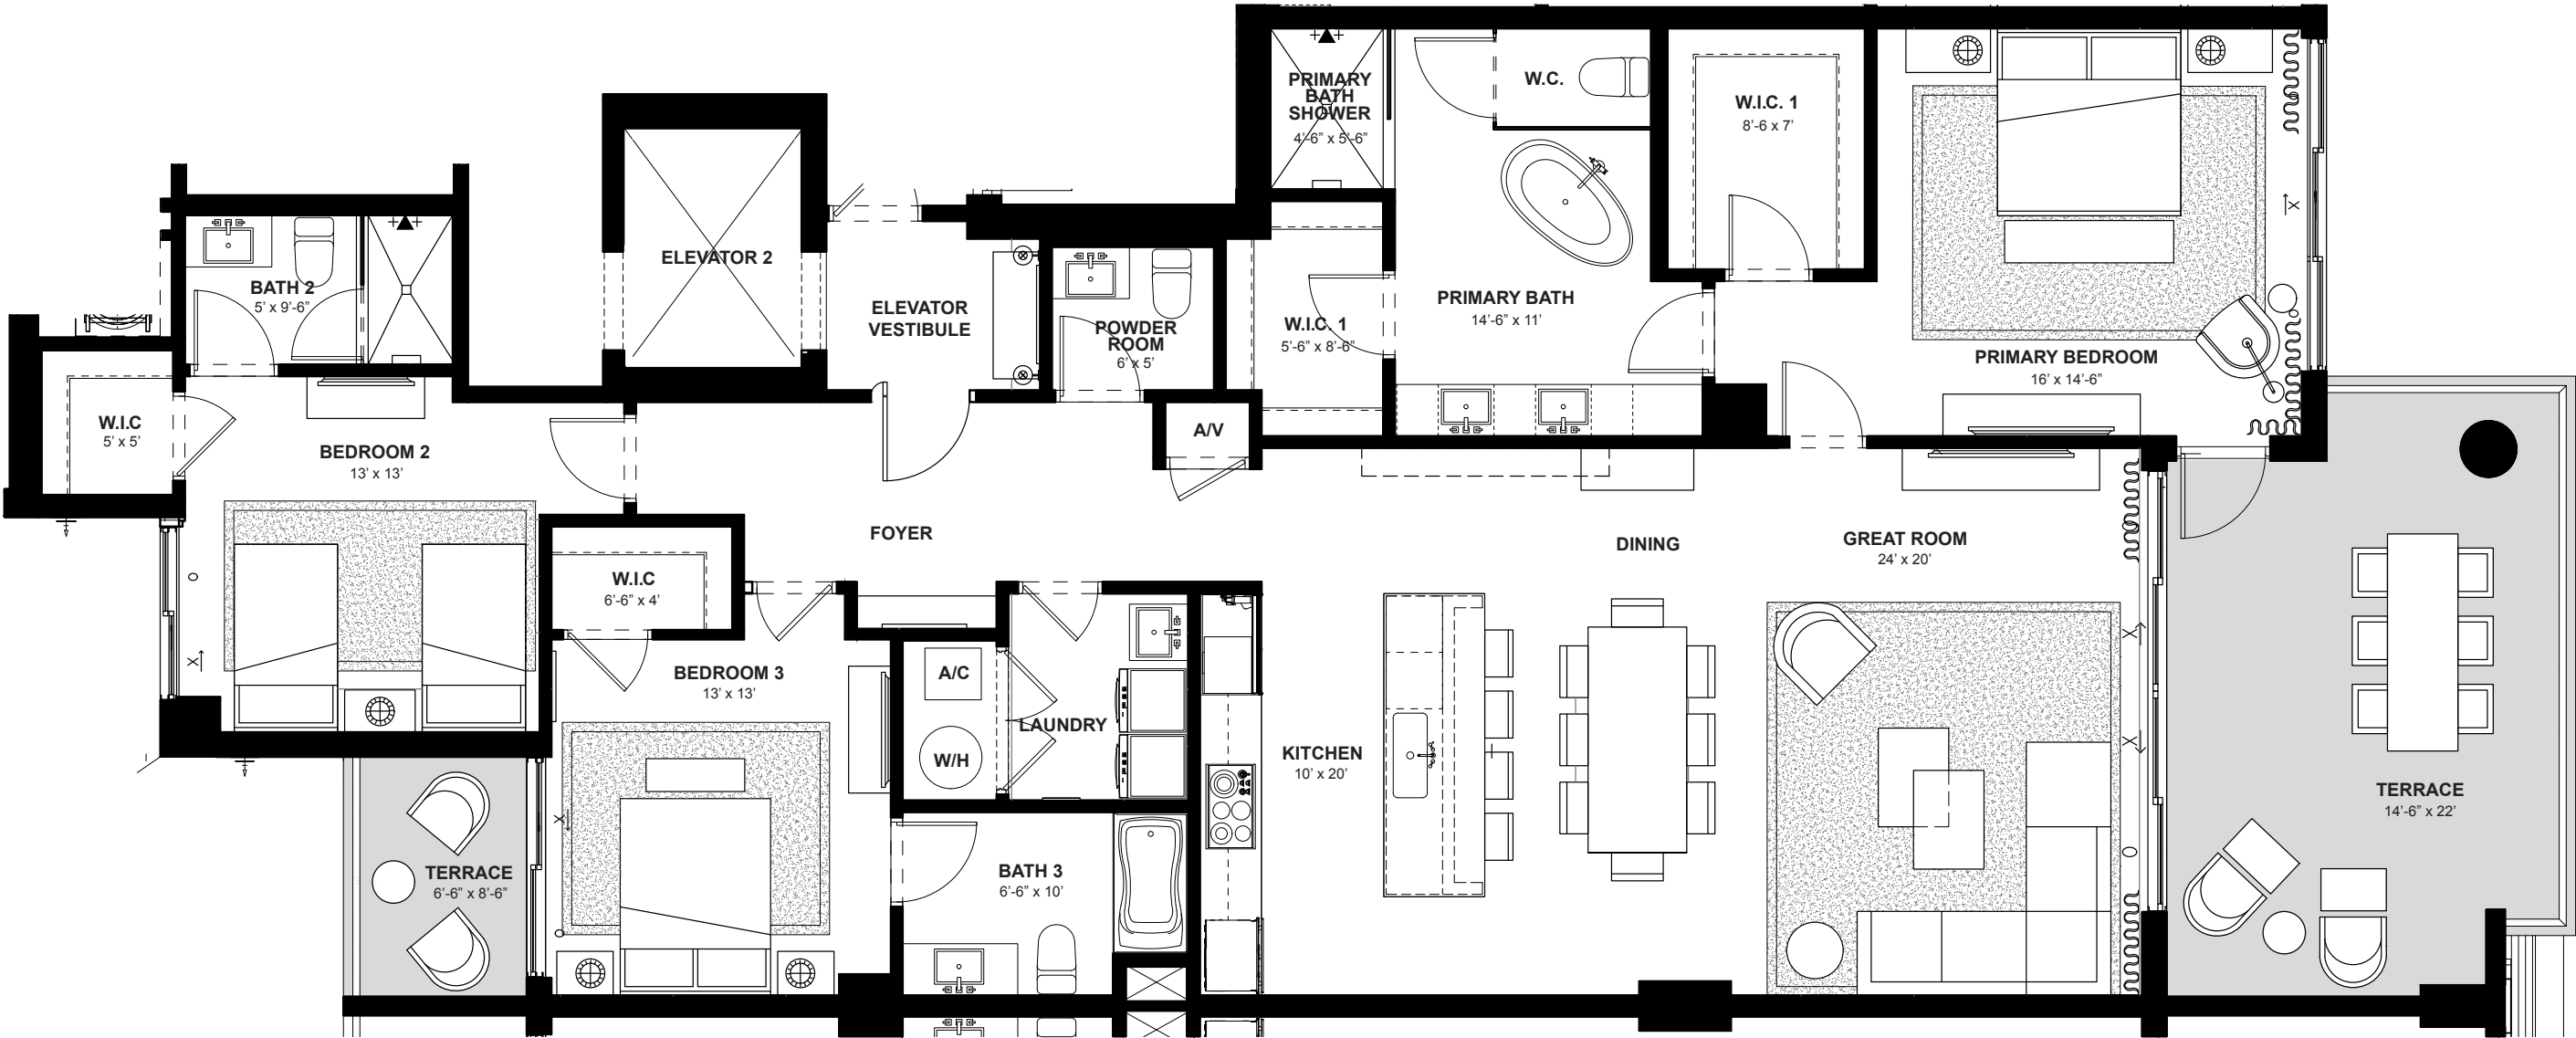 PRIMARY
BATH
SHOWER
4'-6" x 5'-6"
W.C.
W.I.C. 1
8'-6 x 7'
ELEVATOR 2
BATH 2
5' x 9'-6"
ELEVATOR
VESTIBULE
POWDER
ROOM
6' x 5'
W.I.C. 1
5'-6" x 8'-6"
PRIMARY BATH
14'-6" x 11'
PRIMARY BEDROOM
16' x 14'-6"
X
W.I.C
5' x 5'
BEDROOM 2
13' x 13'
A/V
FOYER
DINING
GREAT ROOM
24' x 20'
O
X
W.I.C
6'-6" x 4'
BEDROOM 3
13' x 13'
A/C
LAUNDRY
W/H
KITCHEN
10' x 20'
X
X
O
TERRACE
14'-6" x 22'
X
O
TERRACE
6'-6" x 8'-6"
BATH 3
6'-6" x 10'